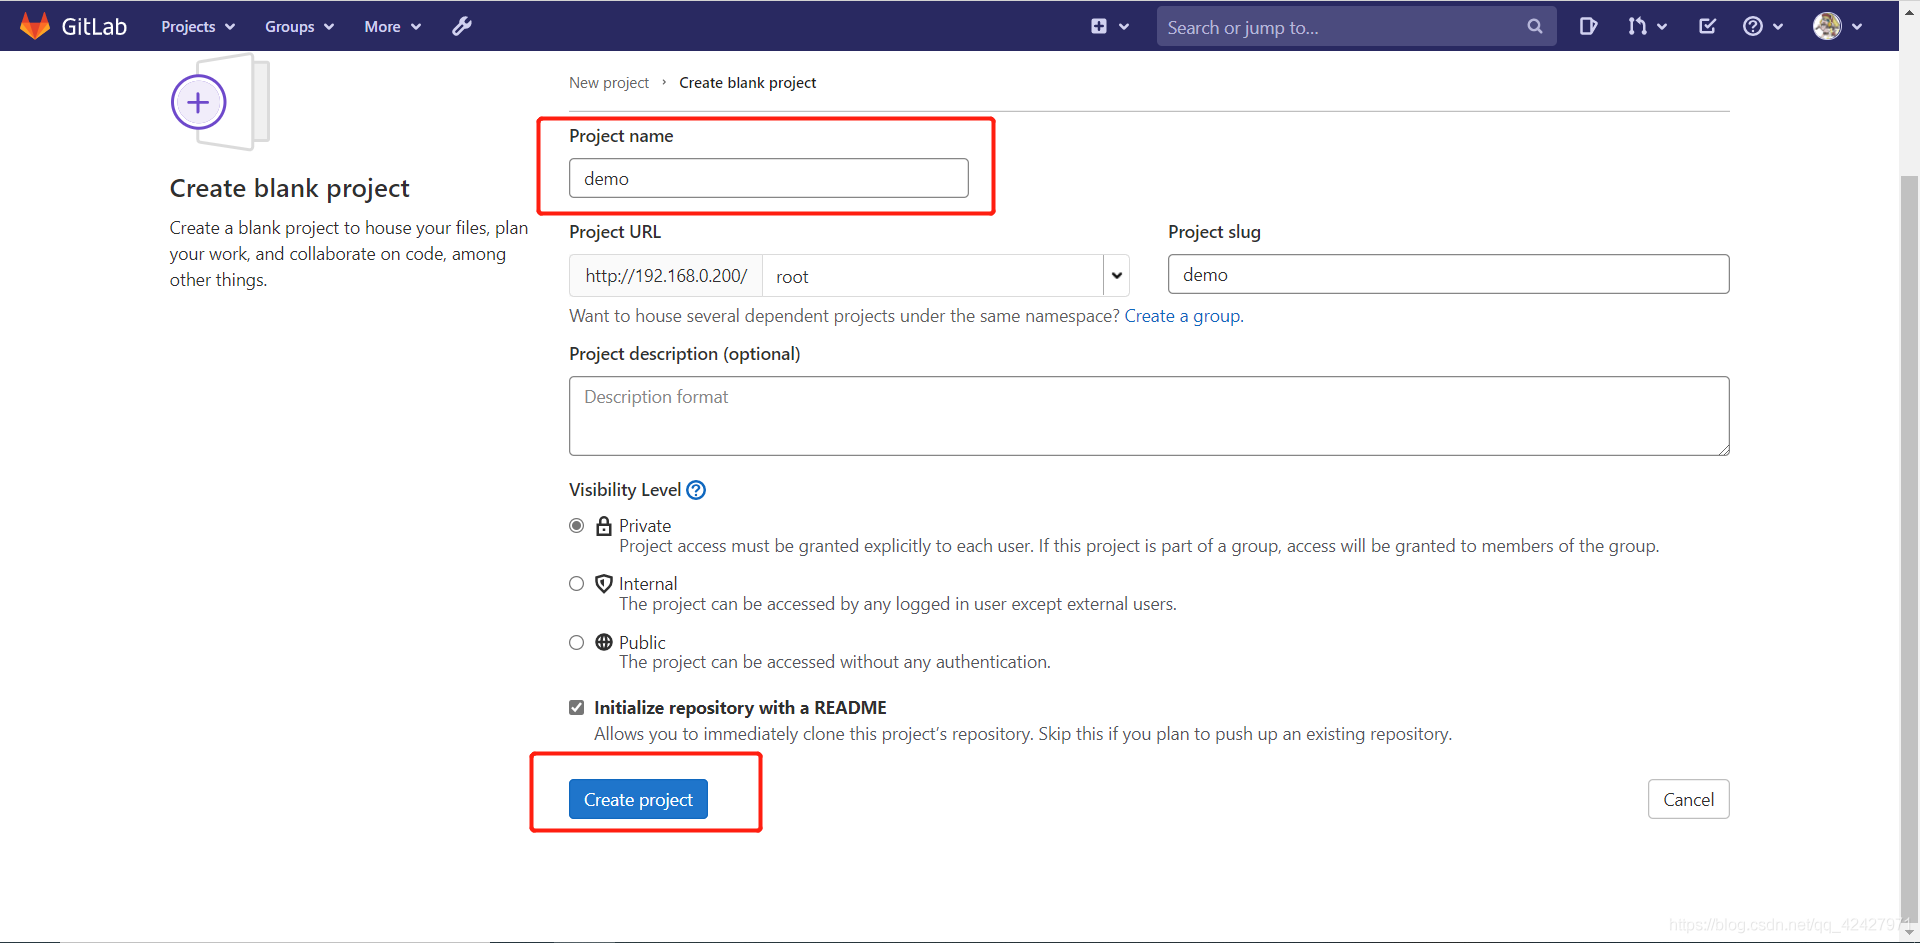 GitLab
Projects
Groups
More
Search or jump to...
New project › Create blank project
Create blank project
Create a blank project to house your files, plan
your work, and collaborate on code, among
other things.
Project name
demo
Project URL
Project slug
http://192.168.0.200/
root
demo
Want to house several dependent projects under the same namespace? Create a group.
Project description (optional)
Description format
Visibility Level
Private
Project access must be granted explicitly to each user. If this project is part of a group, access will be granted to members of the group.
Internal
The project can be accessed by any logged in user except external users.
Public
The project can be accessed without any authentication.
Initialize repository with a README
Allows you to immediately clone this project's repository. Skip this if you plan to push up an existing repository.
Create project
Cancel
https://blog.csdn.net/qq_42427971